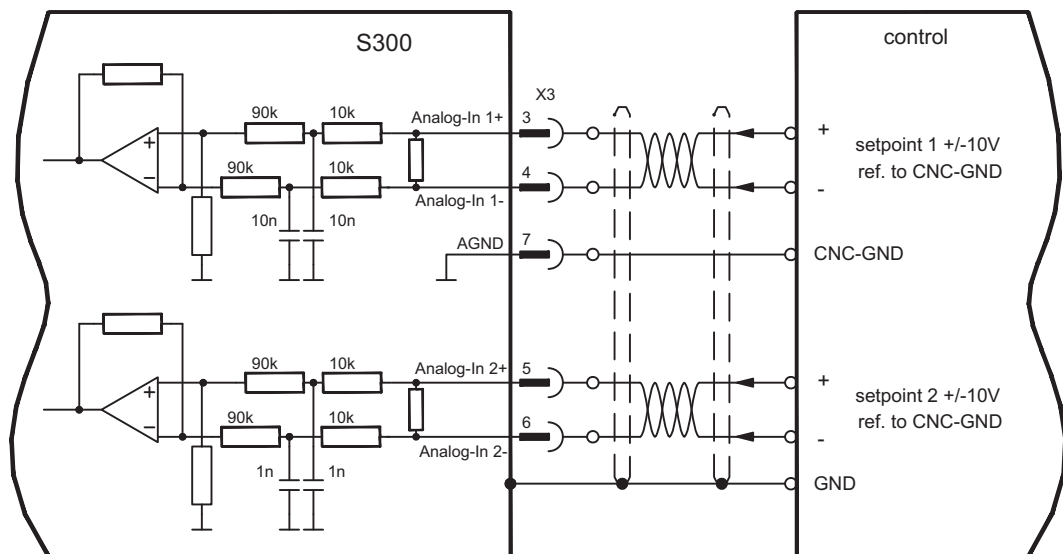 S300
control
X3
90k
10k
Analog-In 1+
3
+
+
setpoint 1 +/-10V
ref. to CNC-GND
−
90k
10k
4
-
Analog-In 1-
10n
10n
AGND
7
CNC-GND
90k
10k
Analog-In 2+
5
+
+
setpoint 2 +/-10V
ref. to CNC-GND
−
90k
10k
6
-
Analog-In 2-
1n
1n
GND